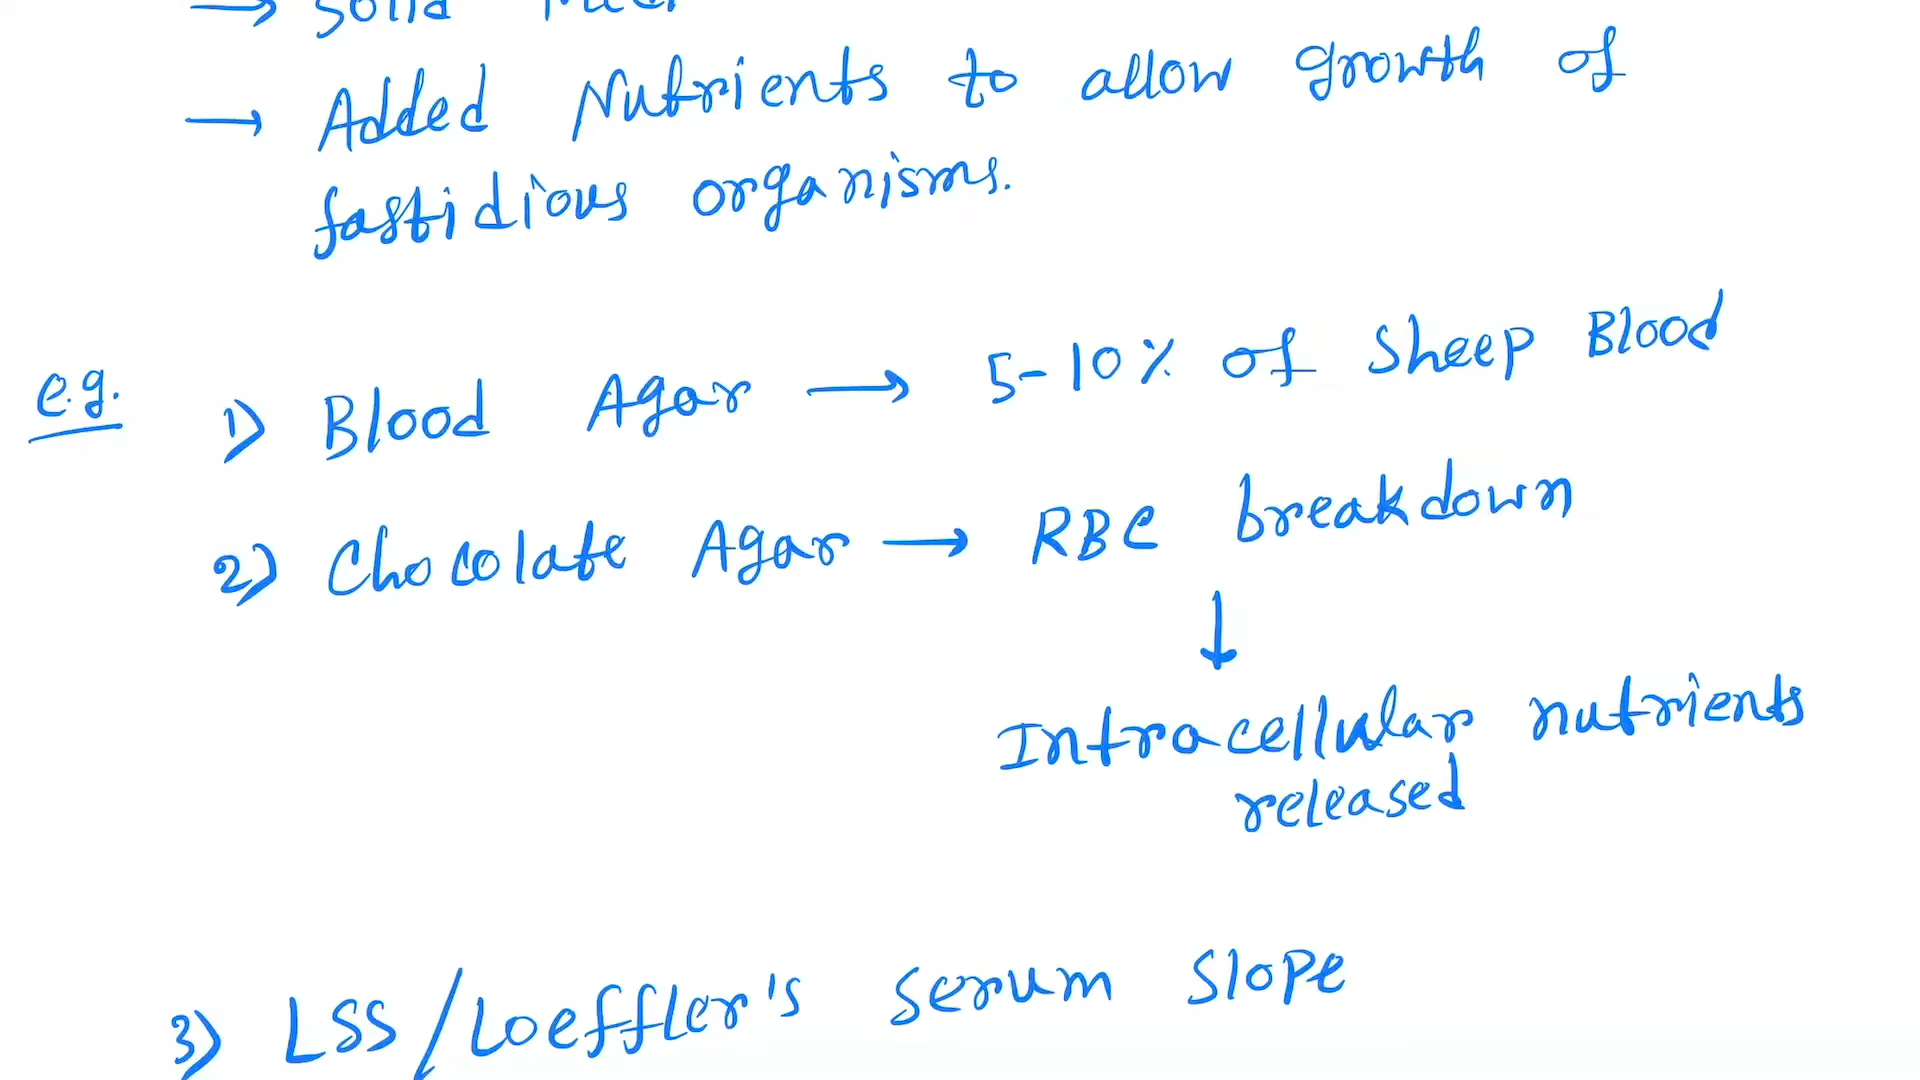 → Solid
→ Added Nutrients to allow growth of
fastidious organisms.
e.g. 1) Blood Agar → 5-10% of Sheep Blood
2) Chocolate Agar → RBC breakdown
↓
Intracellular nutrients
released
3) LSS/Loeffler's serum slope